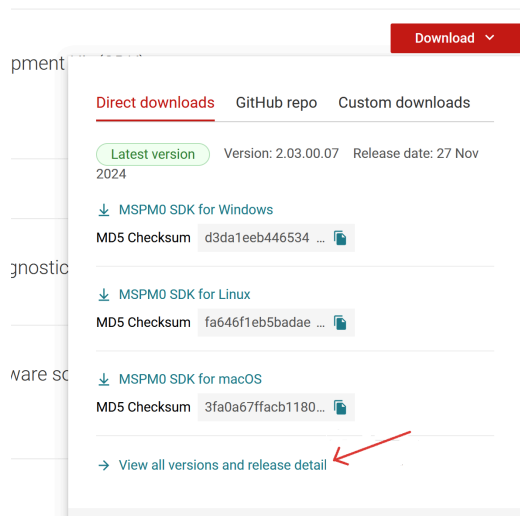 Download
pment
Direct downloads GitHub repo Custom downloads
Latest version Version: 2.03.00.07 Release date: 27 Nov
2024
MSPM0 SDK for Windows
MD5 Checksum d3da1eeb446534 ...
gnostic
MSPM0 SDK for Linux
MD5 Checksum fa646f1eb5badae ...
ware sc
MSPM0 SDK for macOS
MD5 Checksum 3fa0a67ffacb1180...
View all versions and release detail